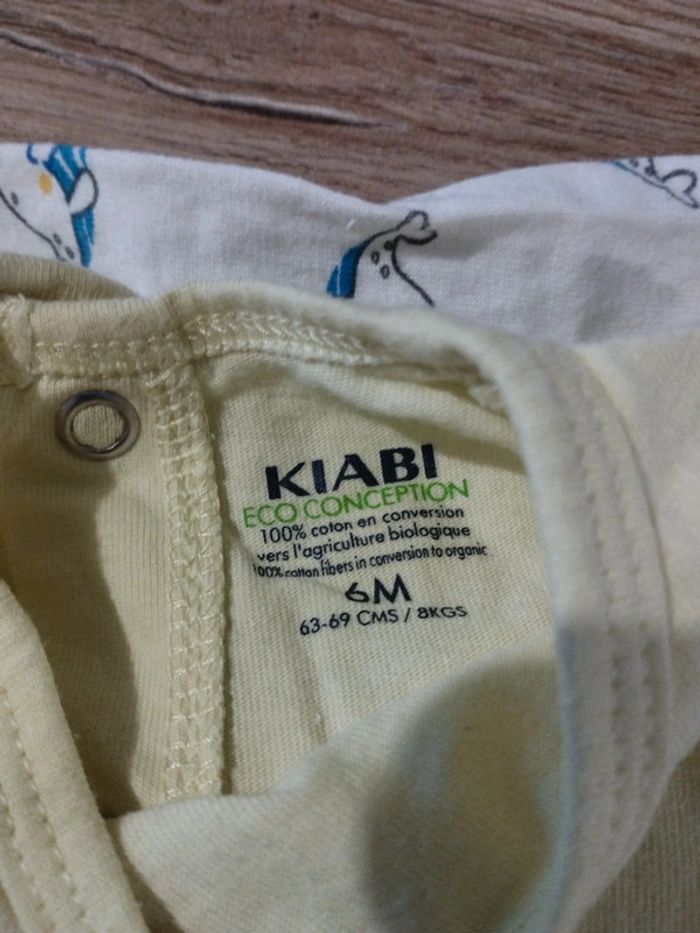 KIABI
ECO CONCEPTION
100% coton en conversion
vers l'agriculture biologique
100% cotton fibers in conversion to organic
6M
63-69 CMS / 8KGS